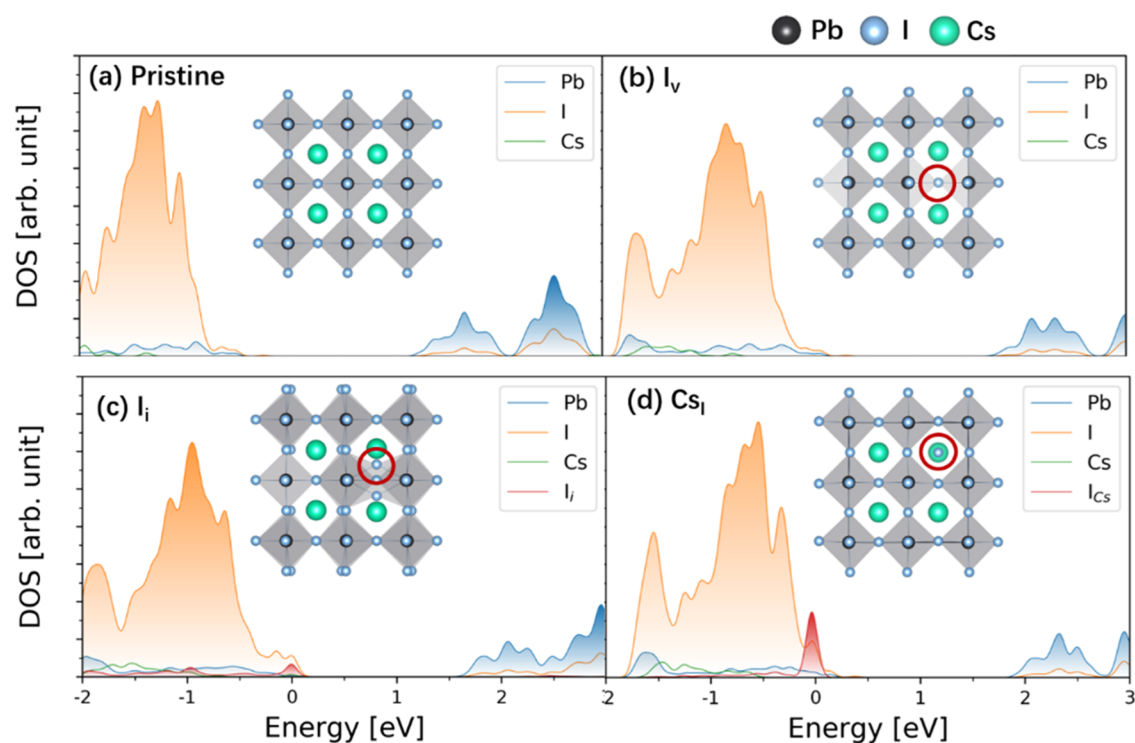 Pb I Cs
(a) Pristine
Pb
I
Cs
DOS [arb. unit]
(b) Iv
Pb
I
Cs
(c) Ii
Pb
I
Cs
Ii
DOS [arb. unit]
-2 -1 0 1 2
Energy [eV]
(d) CsI
Pb
I
Cs
ICs
-2 -1 0 1 2 3
Energy [eV]